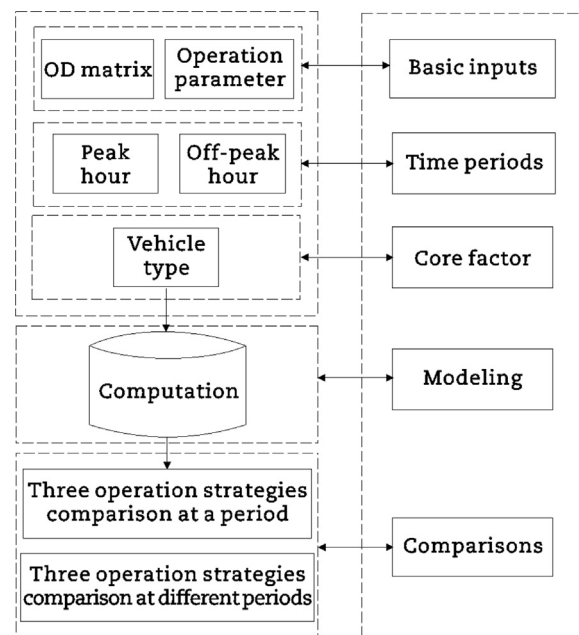 OD matrix
Operation
parameter
Basic inputs
Peak
hour
Off-peak
hour
Time periods
Vehicle
type
Core factor
Computation
Modeling
Three operation strategies
comparison at a period
Three operation strategies
comparison at different periods
Comparisons